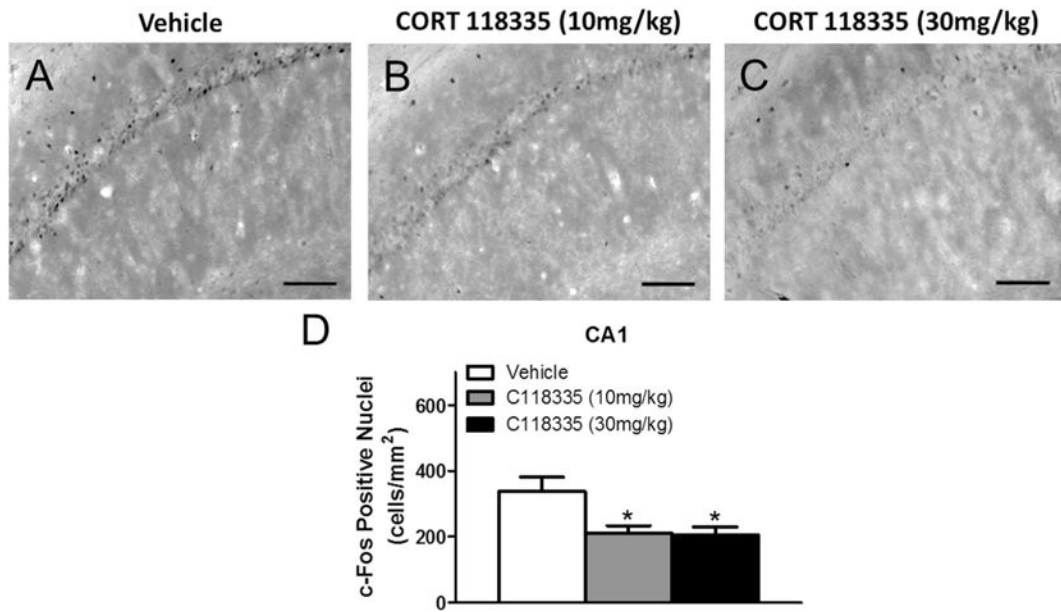 Vehicle
CORT 118335 (10mg/kg)
CORT 118335 (30mg/kg)
A
B
C
D
CA1
Vehicle
C118335 (10mg/kg)
C118335 (30mg/kg)
c-Fos Positive Nuclei
(cells/mm²)
600
400
200
0
* *